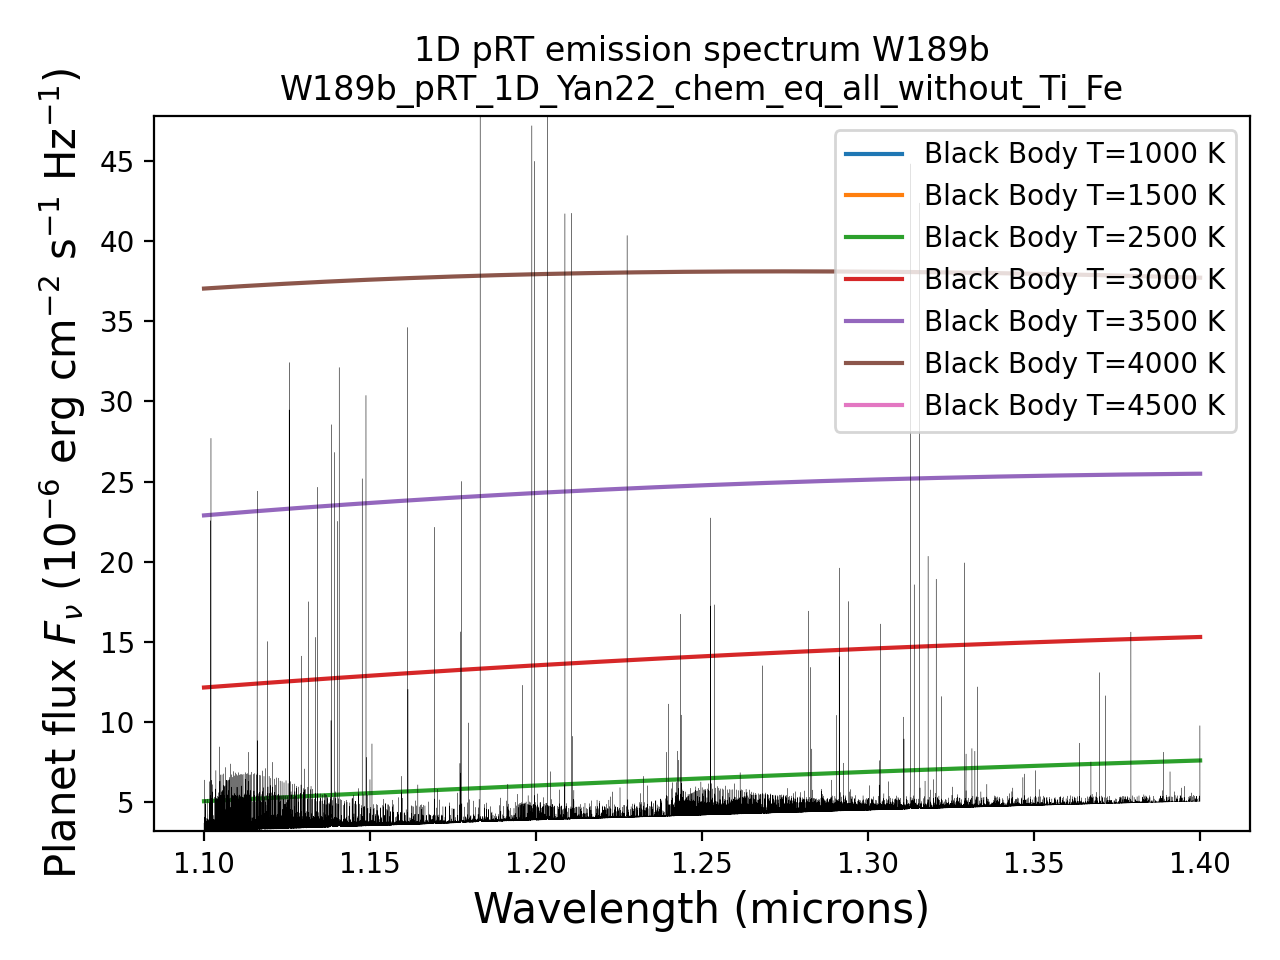 1D pRT emission spectrum W189b
W189b_pRT_1D_Yan22_chem_eq_all_without_Ti_Fe
Planet flux F_ν (10⁻⁶ erg cm⁻² s⁻¹ Hz⁻¹)
45
40
35
30
25
20
15
10
5
Black Body T=1000 K
Black Body T=1500 K
Black Body T=2500 K
Black Body T=3000 K
Black Body T=3500 K
Black Body T=4000 K
Black Body T=4500 K
1.10 1.15 1.20 1.25 1.30 1.35 1.40
Wavelength (microns)